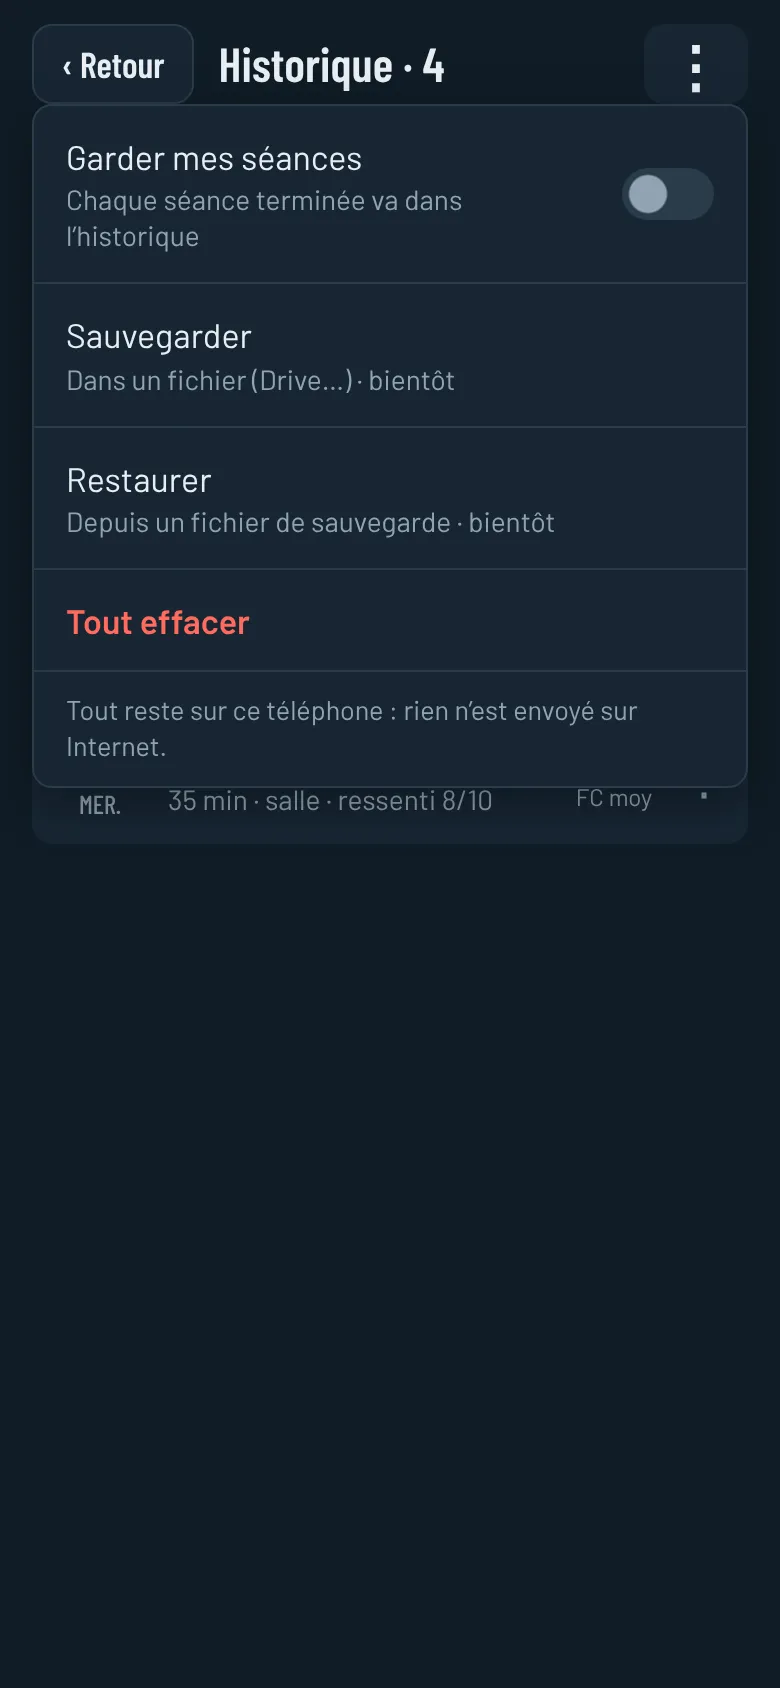 ‹ Retour
Historique · 4
Garder mes séances
Chaque séance terminée va dans
l’historique
Sauvegarder
Dans un fichier (Drive…) · bientôt
Restaurer
Depuis un fichier de sauvegarde · bientôt
Tout effacer
Tout reste sur ce téléphone : rien n’est envoyé sur
Internet.
MER. 35 min · salle · ressenti 8/10 FC moy